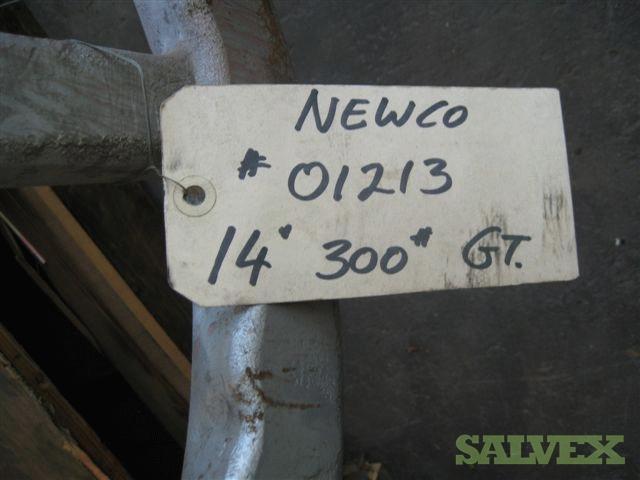 NEWCO
# 01213
14" 300# GT.
SALVEX